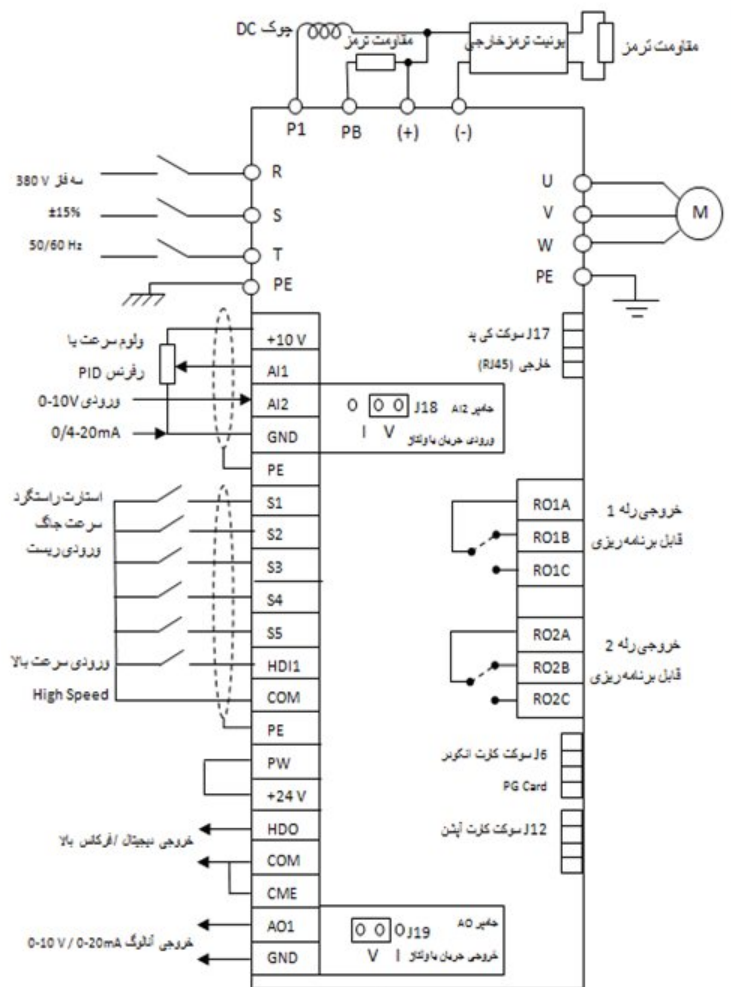 چوک DC
مقاومت ترمز
یونیت ترمز خارجی
مقاومت ترمز
P1
PB
(+)
(-)
سه فاز 380 V
±15%
50/60 Hz
R
S
T
PE
U
V
W
PE
M
ولوم سرعت یا
رفرنس PID
ورودی 0-10V
0/4-20mA
+10 V
AI1
AI2
GND
PE
جامپر AI2 J18
I V
ورودی جریان یا ولتاژ
J17 سوکت کی پد
خارجی (RJ45)
استارت راستگرد
سرعت جاگ
ورودی ریست
ورودی سرعت بالا
High Speed
S1
S2
S3
S4
S5
HDI1
COM
PE
PW
+24 V
HDO
COM
CME
AO1
GND
RO1A
RO1B
RO1C
خروجی رله 1
قابل برنامه ریزی
RO2A
RO2B
RO2C
خروجی رله 2
قابل برنامه ریزی
J6 سوکت کارت انکودر
PG Card
J12 سوکت کارت آپشن
خروجی دیجیتال / فرکانس بالا
خروجی آنالوگ 0-10 V / 0-20mA
جامپر AO J19
V I
خروجی جریان یا ولتاژ